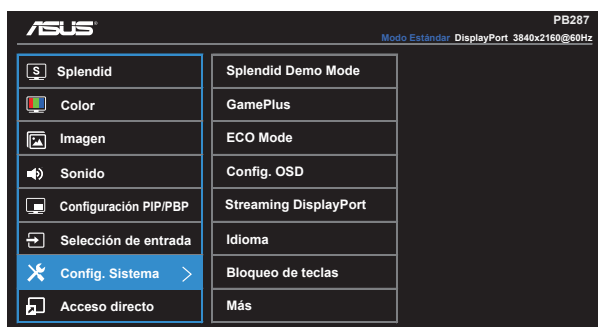 ASUS
PB287
Modo Estándar DisplayPort 3840x2160@60Hz
S Splendid
Color
Imagen
Sonido
Configuración PIP/PBP
Selección de entrada
Config. Sistema >
Acceso directo
Splendid Demo Mode
GamePlus
ECO Mode
Config. OSD
Streaming DisplayPort
Idioma
Bloqueo de teclas
Más